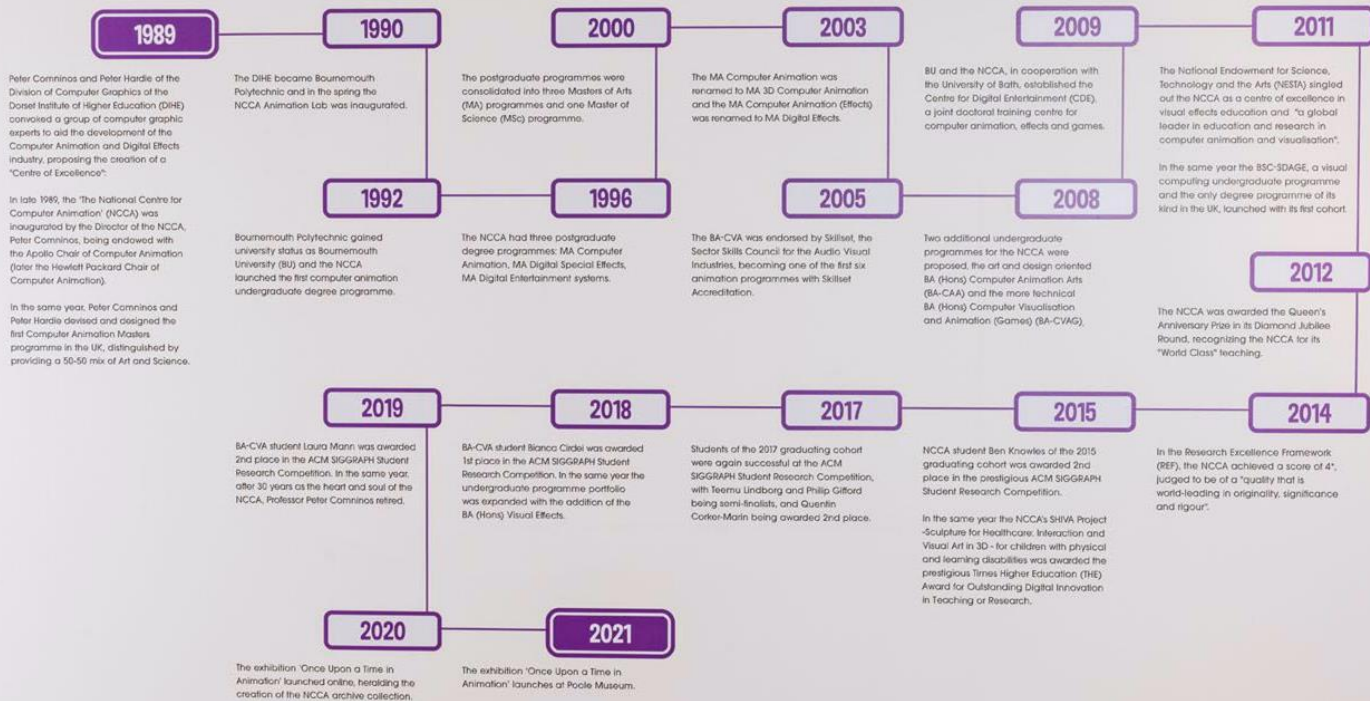 1989
Peter Comninos and Peter Hardie of the
Division of Computer Graphics of the
Dorset Institute of Higher Education (DIHE)
convoked a group of computer graphic
experts to aid the development of the
Computer Animation and Digital Effects
industry, proposing the creation of a
"Centre of Excellence":
In late 1989, the 'The National Centre for
Computer Animation' (NCCA) was
inaugurated by the Director of the NCCA,
Peter Comninos, being endowed with
the Apollo Chair of Computer Animation
(later the Hewlett Packard Chair of
Computer Animation).
In the same year, Peter Comninos and
Peter Hardie devised and designed the
first Computer Animation Masters
programme in the UK, distinguished by
providing a 50-50 mix of Art and Science.
1990
The DIHE became Bournemouth
Polytechnic and in the spring the
NCCA Animation Lab was inaugurated.
1992
Bournemouth Polytechnic gained
university status as Bournemouth
University (BU) and the NCCA
launched the first computer animation
undergraduate degree programme.
1996
The NCCA had three postgraduate
degree programmes: MA Computer
Animation, MA Digital Special Effects,
MA Digital Entertainment systems.
2000
The postgraduate programmes were
consolidated into three Masters of Arts
(MA) programmes and one Master of
Science (MSc) programme.
2003
The MA Computer Animation was
renamed to MA 3D Computer Animation
and the MA Computer Animation (Effects)
was renamed to MA Digital Effects.
2005
The BA-CVA was endorsed by Skillset, the
Sector Skills Council for the Audio Visual
Industries, becoming one of the first six
animation programmes with Skillset
Accreditation.
2008
Two additional undergraduate
programmes for the NCCA were
proposed, the art and design oriented
BA (Hons) Computer Animation Arts
(BA-CAA) and the more technical
BA (Hons) Computer Visualisation
and Animation (Games) (BA-CVAG).
2009
BU and the NCCA, in cooperation with
the University of Bath, established the
Centre for Digital Entertainment (CDE),
a joint doctoral training centre for
computer animation, effects and games.
2011
The National Endowment for Science,
Technology and the Arts (NESTA) singled
out the NCCA as a centre of excellence in
visual effects education and "a global
leader in education and research in
computer animation and visualisation".
In the same year the BSC-SDAGE, a visual
computing undergraduate programme
and the only degree programme of its
kind in the UK, launched with its first cohort.
2012
The NCCA was awarded the Queen's
Anniversary Prize in its Diamond Jubilee
Round, recognizing the NCCA for its
"World Class" teaching.
2014
In the Research Excellence Framework
(REF), the NCCA achieved a score of 4*,
judged to be of a "quality that is
world-leading in originality, significance
and rigour".
2015
NCCA student Ben Knowles of the 2015
graduating cohort was awarded 2nd
place in the prestigious ACM SIGGRAPH
Student Research Competition.
In the same year the NCCA's SHIVA Project
-Sculpture for Healthcare: Interaction and
Visual Art in 3D - for children with physical
and learning disabilities was awarded the
prestigious Times Higher Education (THE)
Award for Outstanding Digital Innovation
in Teaching or Research.
2017
Students of the 2017 graduating cohort
were again successful at the ACM
SIGGRAPH Student Research Competition,
with Teemu Lindborg and Philip Gifford
being semi-finalists, and Quentin
Corker-Marin being awarded 2nd place.
2018
BA-CVA student Bianca Cirdei was awarded
1st place in the ACM SIGGRAPH Student
Research Competition. In the same year the
undergraduate programme portfolio
was expanded with the addition of the
BA (Hons) Visual Effects.
2019
BA-CVA student Laura Mann was awarded
2nd place in the ACM SIGGRAPH Student
Research Competition. In the same year,
after 30 years as the heart and soul of the
NCCA, Professor Peter Comninos retired.
2020
The exhibition 'Once Upon a Time in
Animation' launched online, heralding the
creation of the NCCA archive collection.
2021
The exhibition 'Once Upon a Time in
Animation' launches at Poole Museum.